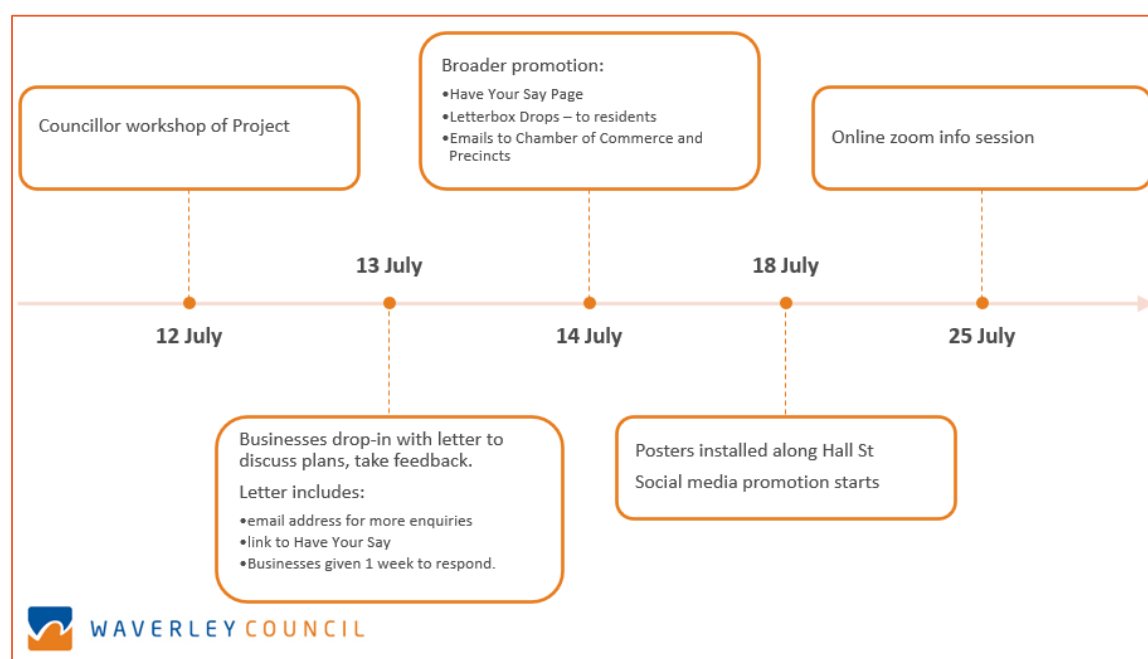 Councillor workshop of Project
12 July
13 July
Businesses drop-in with letter to
discuss plans, take feedback.
Letter includes:
•email address for more enquiries
•link to Have Your Say
•Businesses given 1 week to respond.
Broader promotion:
•Have Your Say Page
•Letterbox Drops – to residents
•Emails to Chamber of Commerce and
Precincts
14 July
18 July
Posters installed along Hall St
Social media promotion starts
Online zoom info session
25 July
WAVERLEY COUNCIL